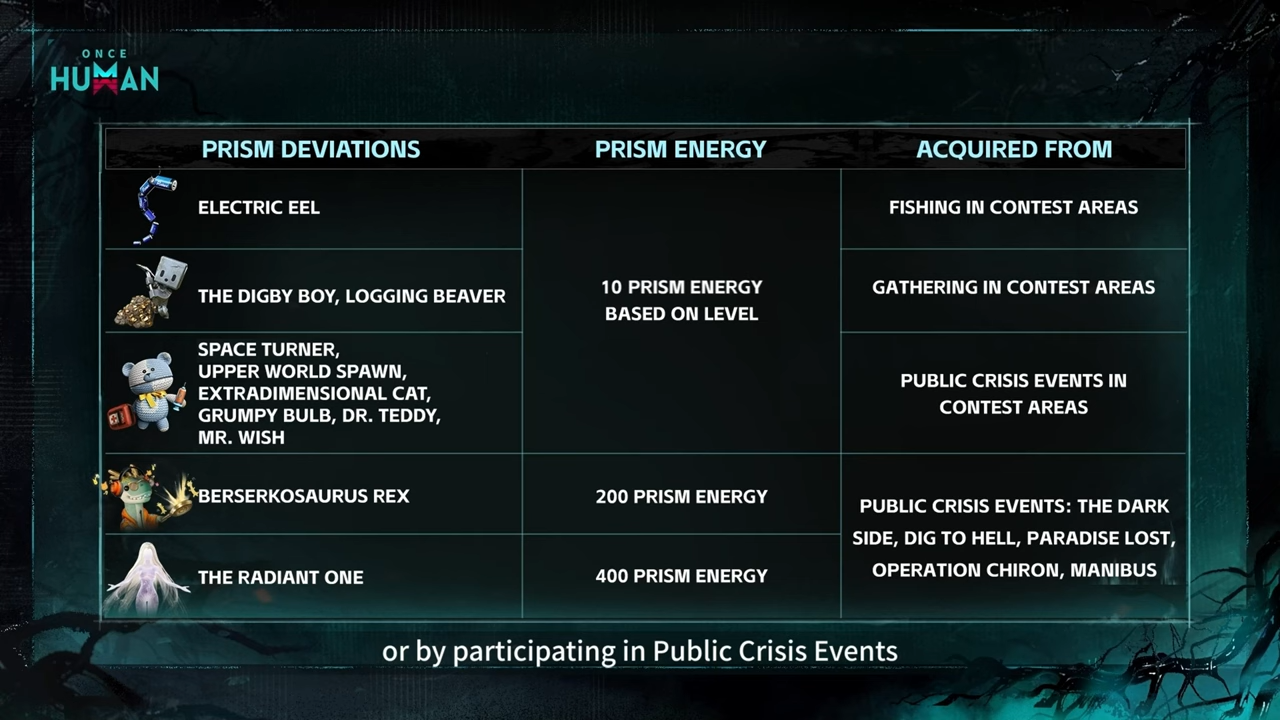 ONCE
HUMAN
PRISM DEVIATIONS
PRISM ENERGY
ACQUIRED FROM
ELECTRIC EEL
FISHING IN CONTEST AREAS
THE DIGBY BOY, LOGGING BEAVER
10 PRISM ENERGY
BASED ON LEVEL
GATHERING IN CONTEST AREAS
SPACE TURNER,
UPPER WORLD SPAWN,
EXTRADIMENSIONAL CAT,
GRUMPY BULB, DR. TEDDY,
MR. WISH
PUBLIC CRISIS EVENTS IN
CONTEST AREAS
BERSERKOSAURUS REX
200 PRISM ENERGY
PUBLIC CRISIS EVENTS: THE DARK
SIDE, DIG TO HELL, PARADISE LOST,
OPERATION CHIRON, MANIBUS
THE RADIANT ONE
400 PRISM ENERGY
or by participating in Public Crisis Events